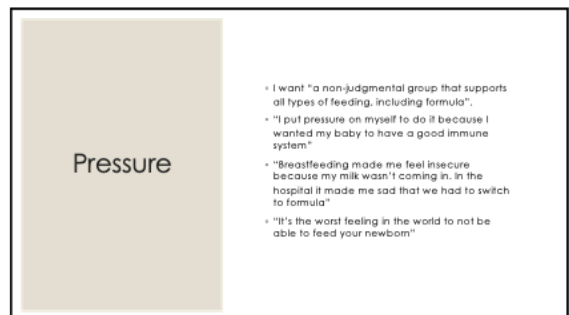 Pressure
◦ I want "a non-judgmental group that supports
all types of feeding, including formula".
◦ "I put pressure on myself to do it because I
wanted my baby to have a good immune
system"
◦ "Breastfeeding made me feel insecure
because my milk wasn't coming in. In the
hospital it made me sad that we had to switch
to formula"
◦ "It's the worst feeling in the world to not be
able to feed your newborn"